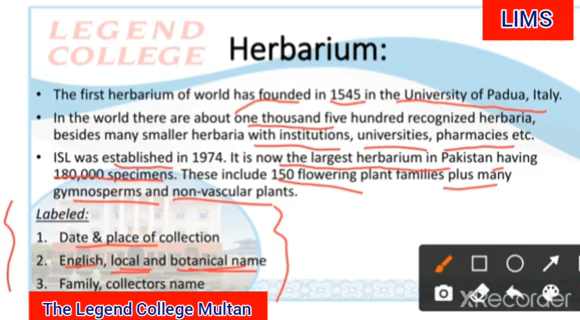 LIMS
LEGEND
COLLEGE
Herbarium:
• The first herbarium of world has founded in 1545 in the University of Padua, Italy.
• In the world there are about one thousand five hundred recognized herbaria,
besides many smaller herbaria with institutions, universities, pharmacies etc.
• ISL was established in 1974. It is now the largest herbarium in Pakistan having
180,000 specimens. These include 150 flowering plant families plus many
gymnosperms and non-vascular plants.
Labeled:
1. Date & place of collection
2. English, local and botanical name
3. Family, collectors name
The Legend College Multan
XRecorder